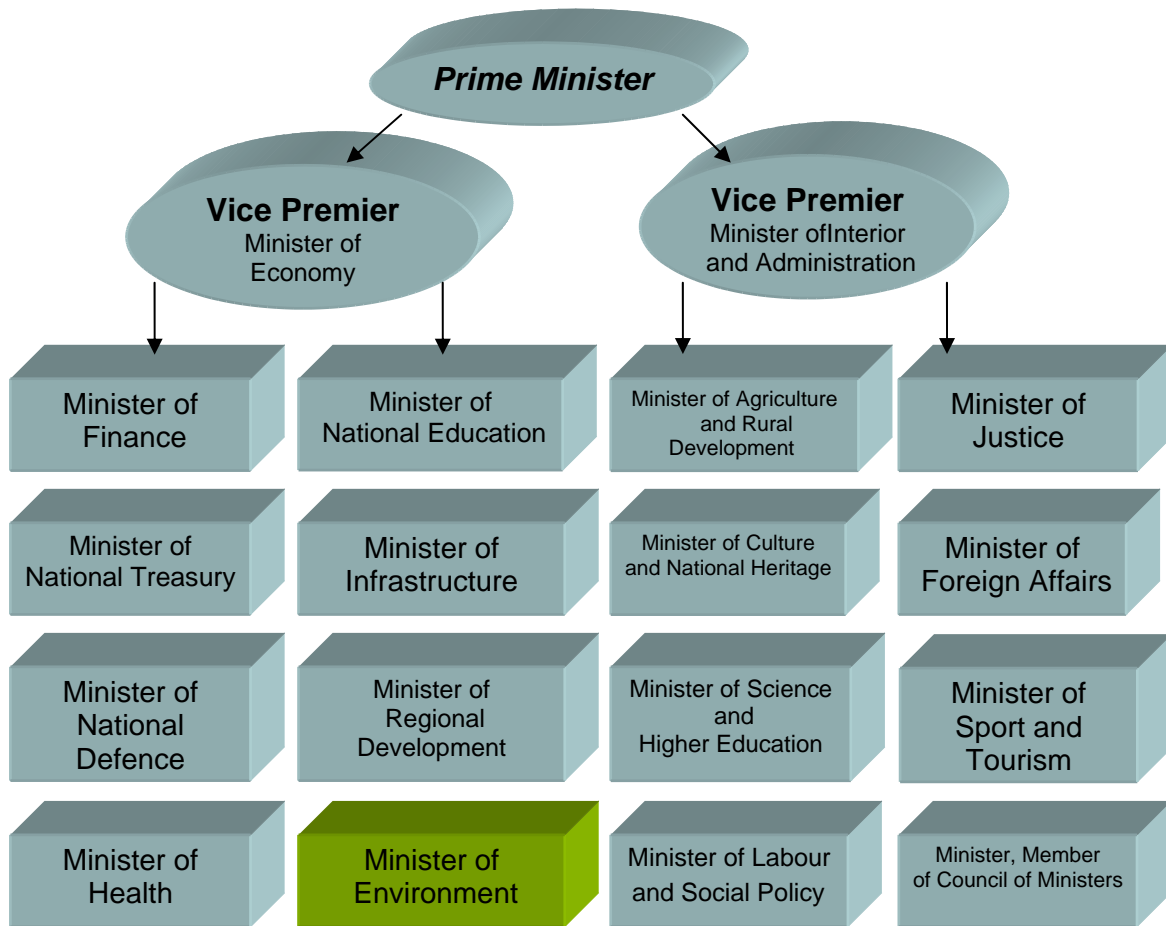 Prime Minister
Vice Premier
Minister of
Economy
Vice Premier
Minister ofInterior
and Administration
Minister of
Finance
Minister of
National Education
Minister of Agriculture
and Rural
Development
Minister of
Justice
Minister of
National Treasury
Minister of
Infrastructure
Minister of Culture
and National Heritage
Minister of
Foreign Affairs
Minister of
National
Defence
Minister of
Regional
Development
Minister of Science
and
Higher Education
Minister of
Sport and
Tourism
Minister of
Health
Minister of
Environment
Minister of Labour
and Social Policy
Minister, Member
of Council of Ministers